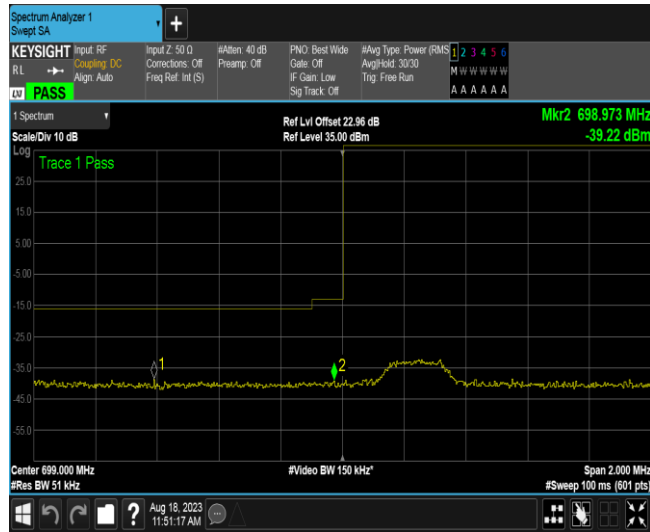 Spectrum Analyzer 1
Swept SA
+
KEYSIGHT
RL
LXI PASS
Input: RF
Coupling: DC
Align: Auto
Input Z: 50 Ω
Corrections: Off
Freq Ref: Int (S)
#Atten: 40 dB
Preamp: Off
PNO: Best Wide
Gate: Off
IF Gain: Low
Sig Track: Off
#Avg Type: Power (RMS
Avg|Hold: 30/30
Trig: Free Run
1 2 3 4 5 6
M W W W W W
A A A A A A
1 Spectrum
Scale/Div 10 dB
Log
Ref Lvl Offset 22.96 dB
Ref Level 35.00 dBm
Mkr2 698.973 MHz
-39.22 dBm
Trace 1 Pass
25.0
15.0
5.00
-5.00
-15.0
-25.0
-35.0
-45.0
-55.0
1
2
Center 699.000 MHz
#Res BW 51 kHz
#Video BW 150 kHz*
Span 2.000 MHz
#Sweep 100 ms (601 pts)
?
Aug 18, 2023
11:51:17 AM